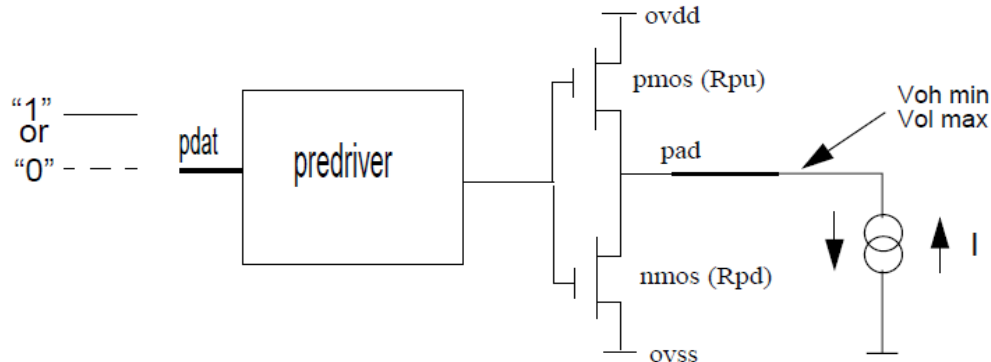 ovdd
pmos (Rpu)
“1”
or
“0”
pdat
predriver
pad
Voh min
Vol max
I
nmos (Rpd)
ovss